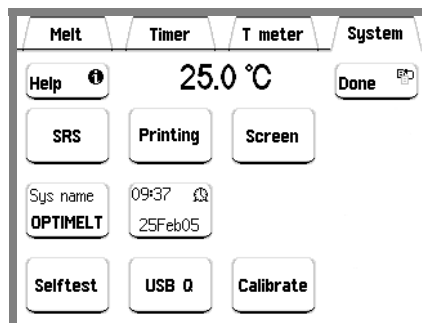 Melt Timer T meter System
Help 25.0 °C Done
SRS Printing Screen
Sys name 09:37
OPTIMELT 25Feb05
Selftest USB Q Calibrate